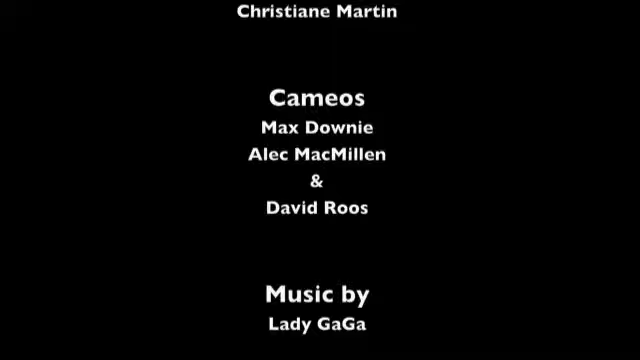 Christiane Martin
Cameos
Max Downie
Alec MacMillen
&
David Roos
Music by
Lady GaGa